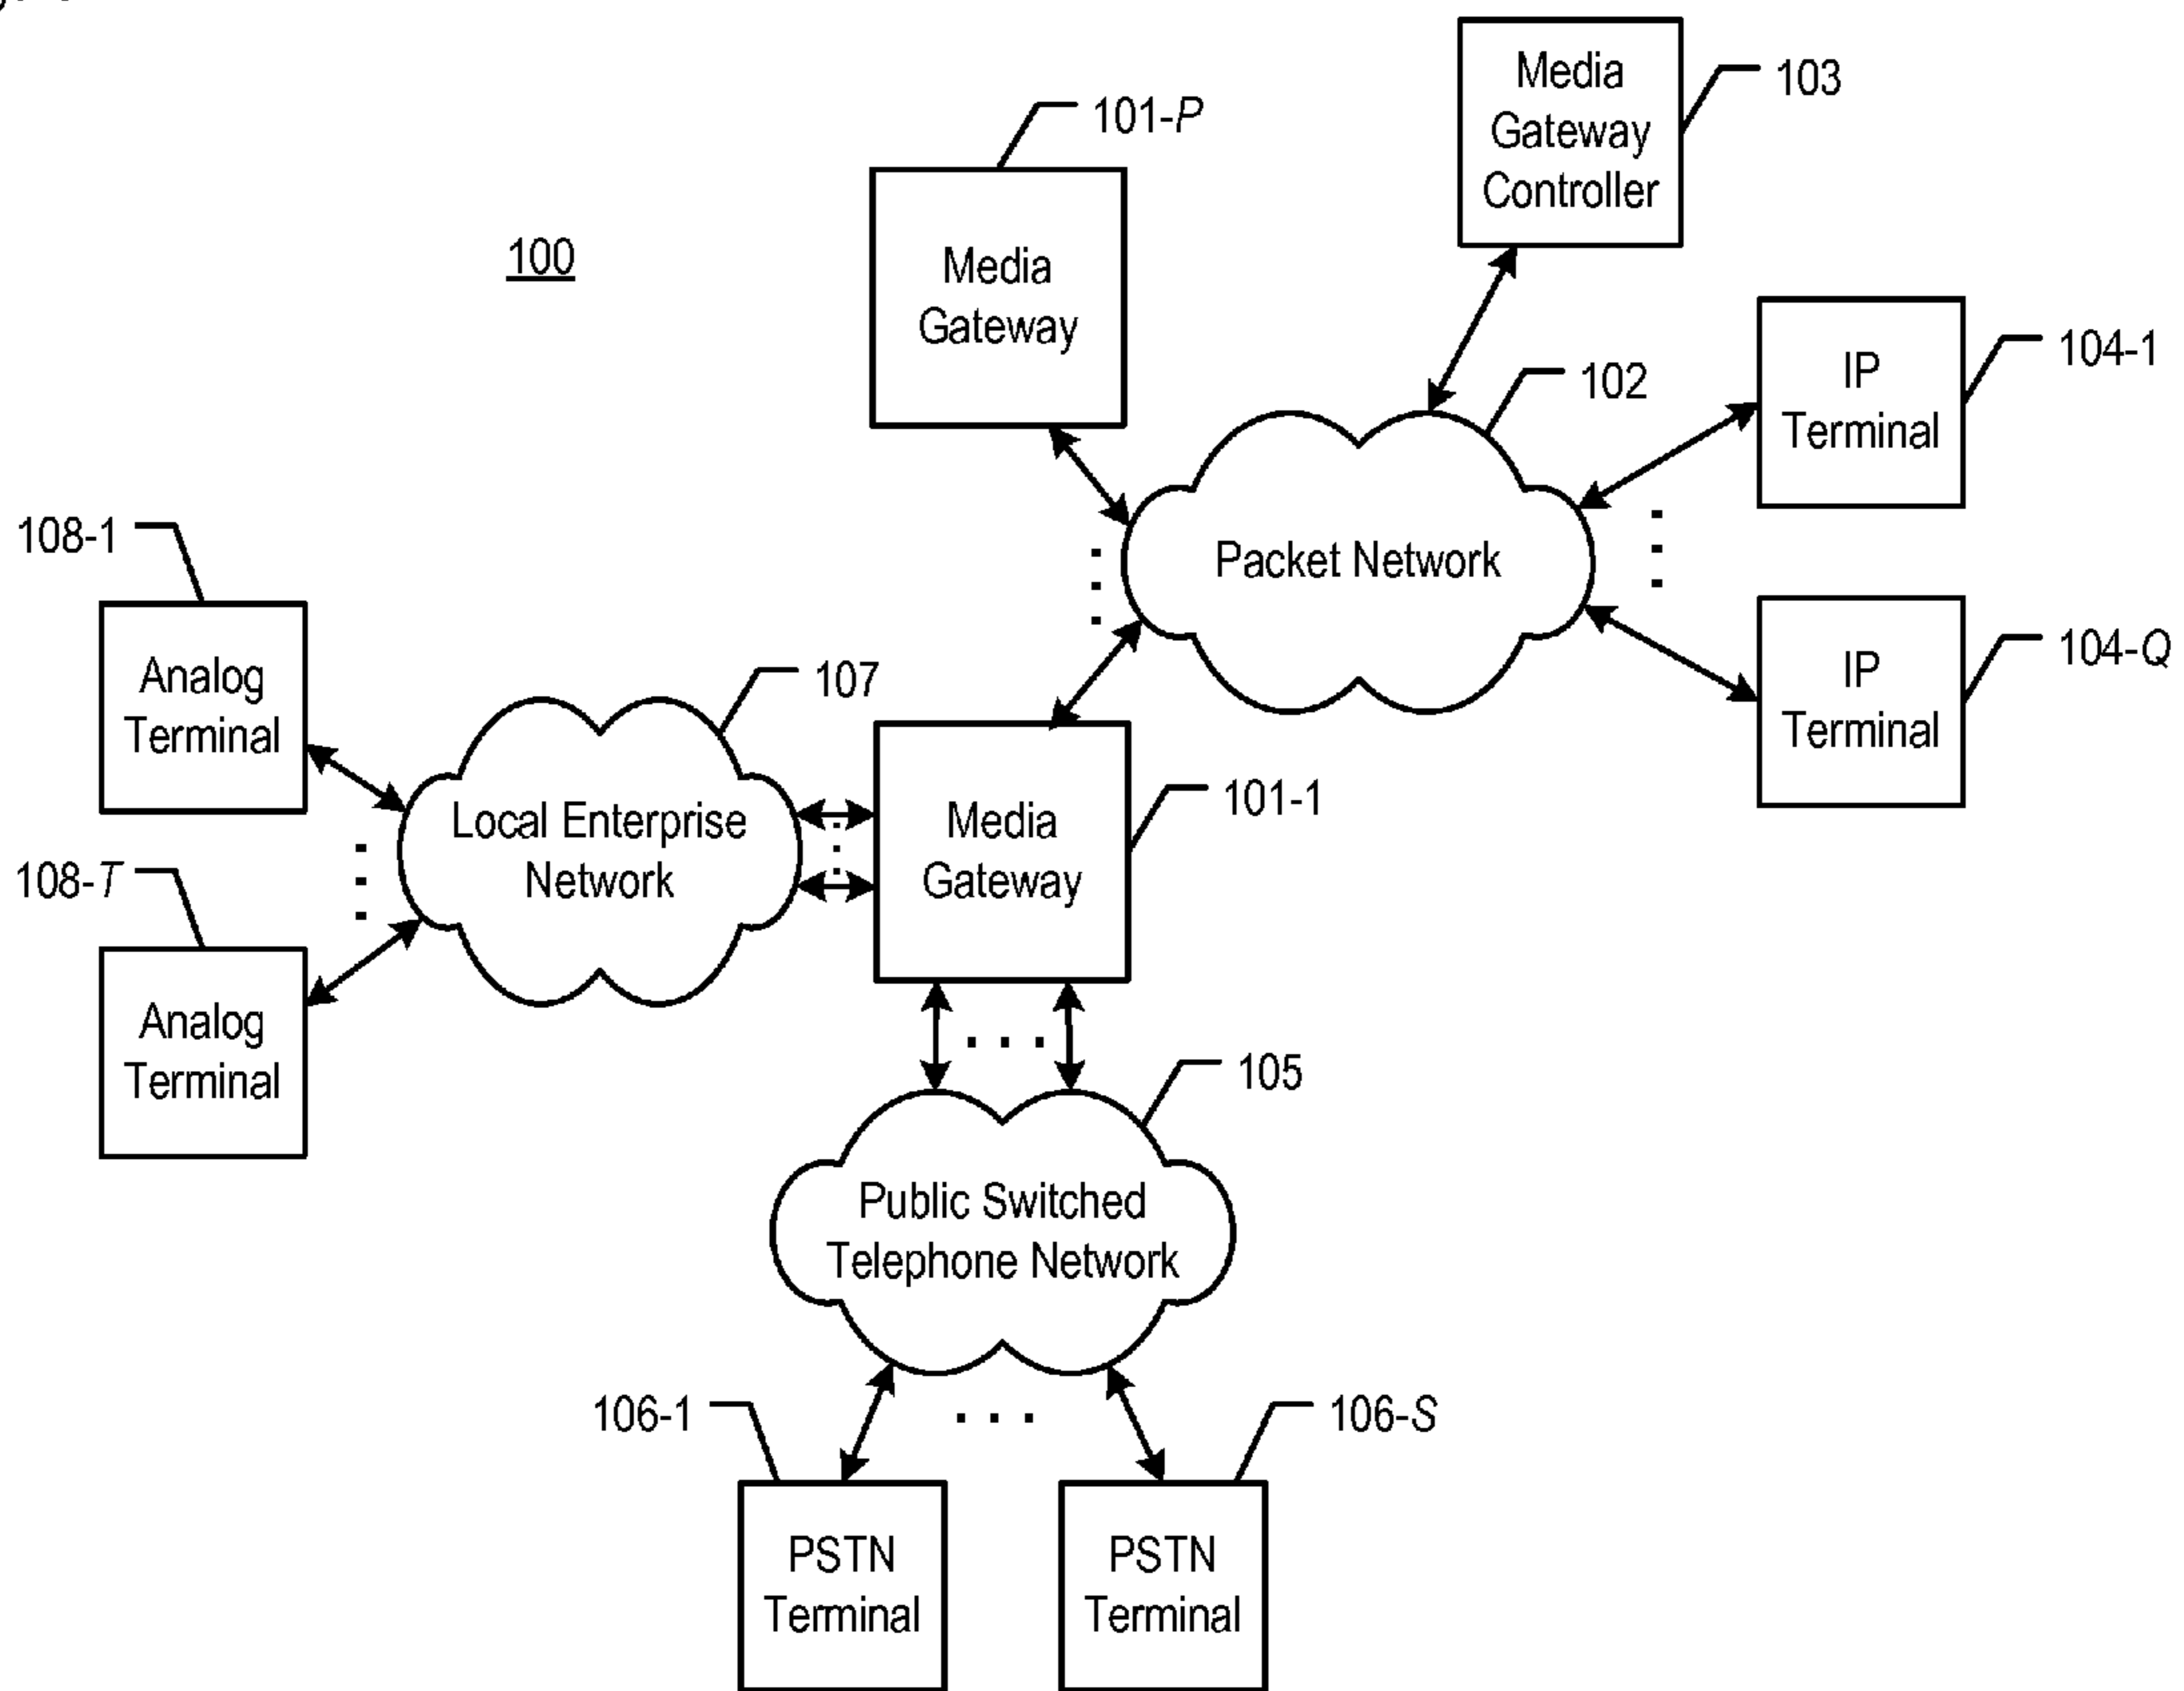 Media
Gateway
Controller
103
101-P
100
Media
Gateway
IP
Terminal
104-1
102
Packet Network
108-1
Analog
Terminal
107
IP
Terminal
104-Q
Local Enterprise
Network
Media
Gateway
101-1
108-T
Analog
Terminal
105
Public Switched
Telephone Network
106-1
106-S
PSTN
Terminal
PSTN
Terminal